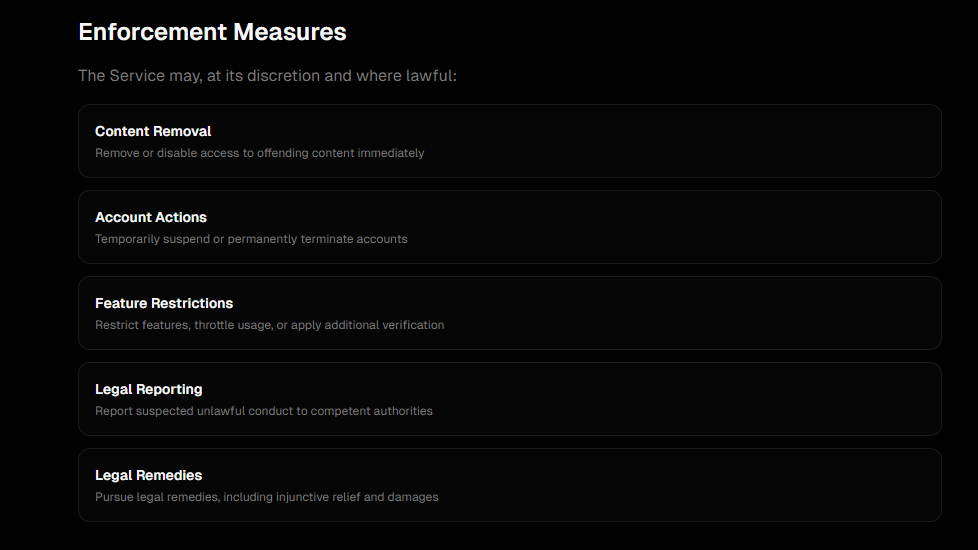 Enforcement Measures
The Service may, at its discretion and where lawful:
Content Removal
Remove or disable access to offending content immediately
Account Actions
Temporarily suspend or permanently terminate accounts
Feature Restrictions
Restrict features, throttle usage, or apply additional verification
Legal Reporting
Report suspected unlawful conduct to competent authorities
Legal Remedies
Pursue legal remedies, including injunctive relief and damages